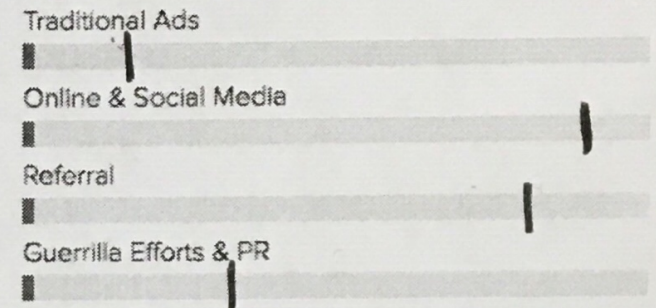 Traditional Ads
Online & Social Media
Referral
Guerrilla Efforts & PR